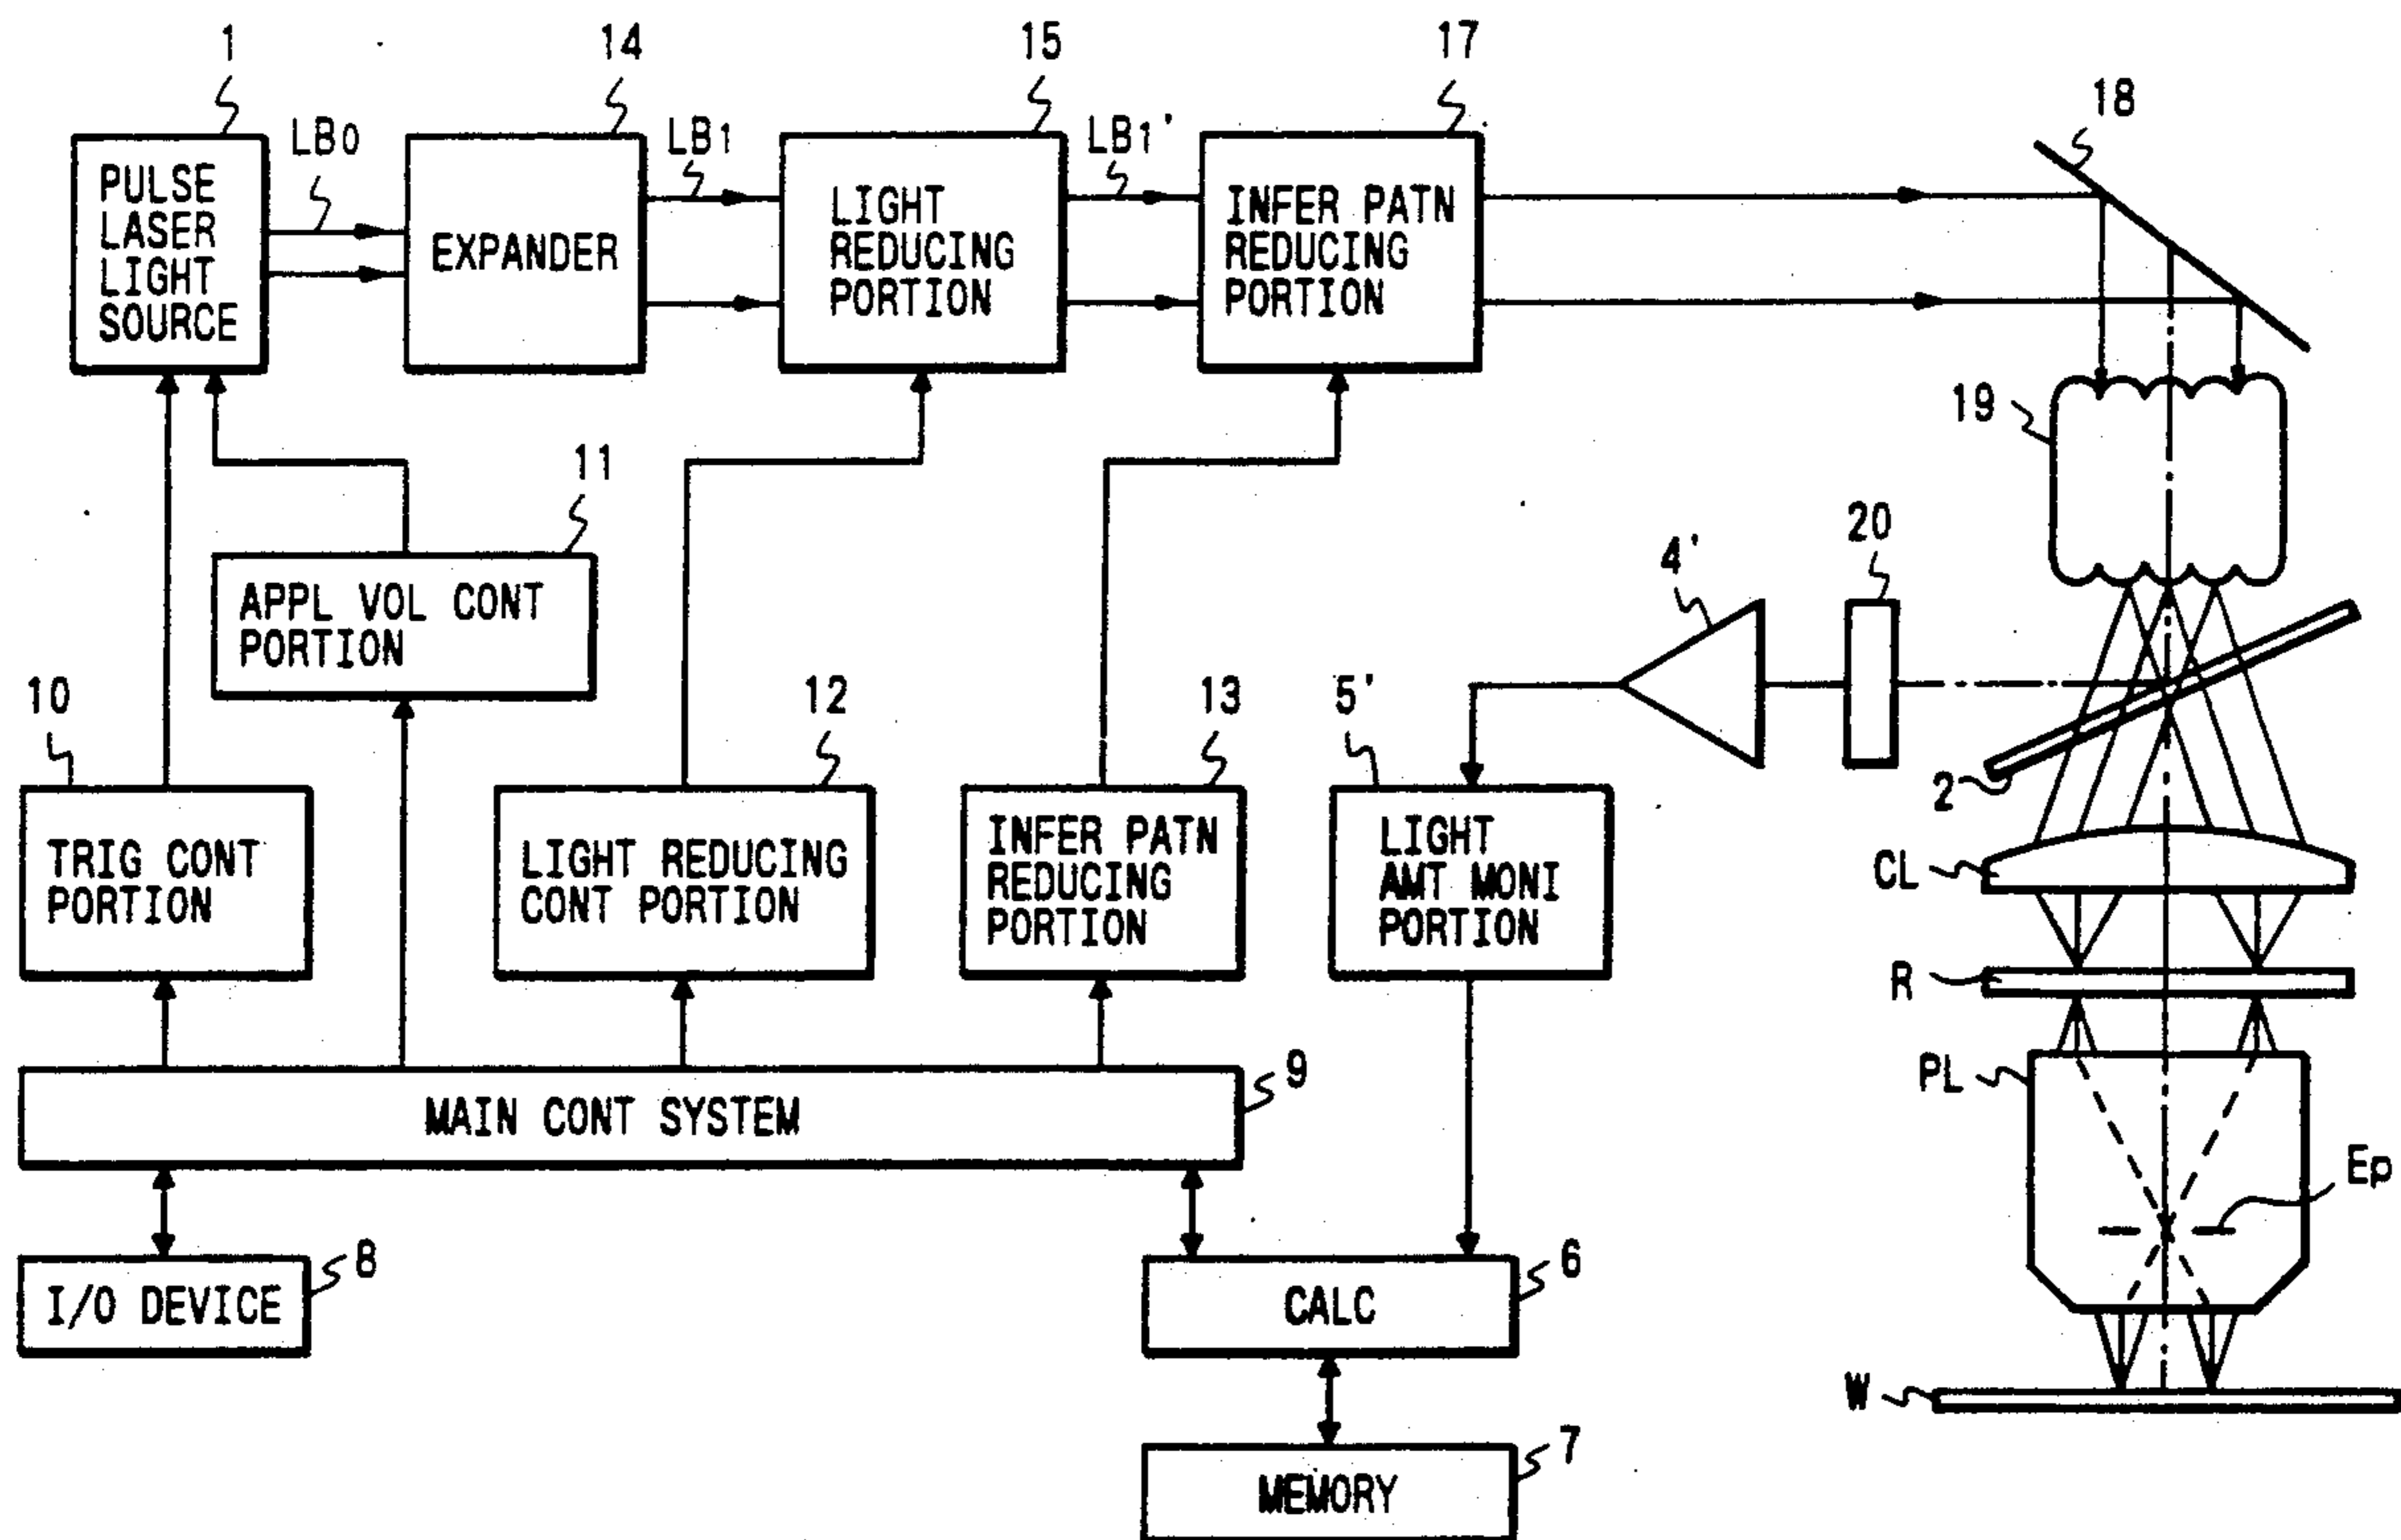 1
14
15
17
18
LB0
LB1
LB1'
PULSE
LASER
LIGHT
SOURCE
EXPANDER
LIGHT
REDUCING
PORTION
INFER PATN
REDUCING
PORTION
19
11
20
4'
APPL VOL CONT
PORTION
10
12
13
5'
2
TRIG CONT
PORTION
LIGHT REDUCING
CONT PORTION
INFER PATN
REDUCING
PORTION
LIGHT
AMT MONI
PORTION
CL
R
9
PL
MAIN CONT SYSTEM
Ep
8
6
I/O DEVICE
CALC
W
7
MEMORY